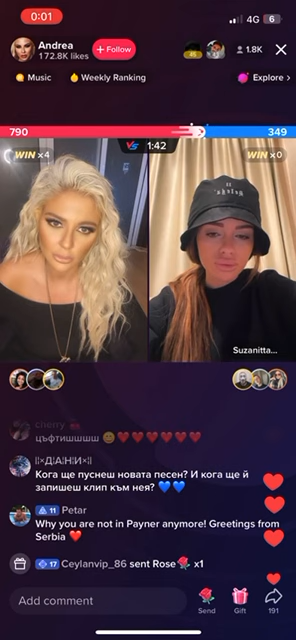 0:01
4G 6
Andrea
172.8K likes
+ Follow
46
1.8K
Music
Weekly Ranking
Explore >
790
349
WIN x4
VS 1:42
WIN x0
Suzanitta...
cherry
цъфтишшшш 😊❤️❤️❤️❤️❤️❤️
||×Д|А|Н|И×||
Кога ще пуснеш новата песен? И кога ще й
запишеш клип към нея? 💙💙
11 Petar
Why you are not in Payner anymore! Greetings from
Serbia ❤️
17 Ceylanvip_86 sent Rose🌹 x1
Add comment
Send
Gift
191